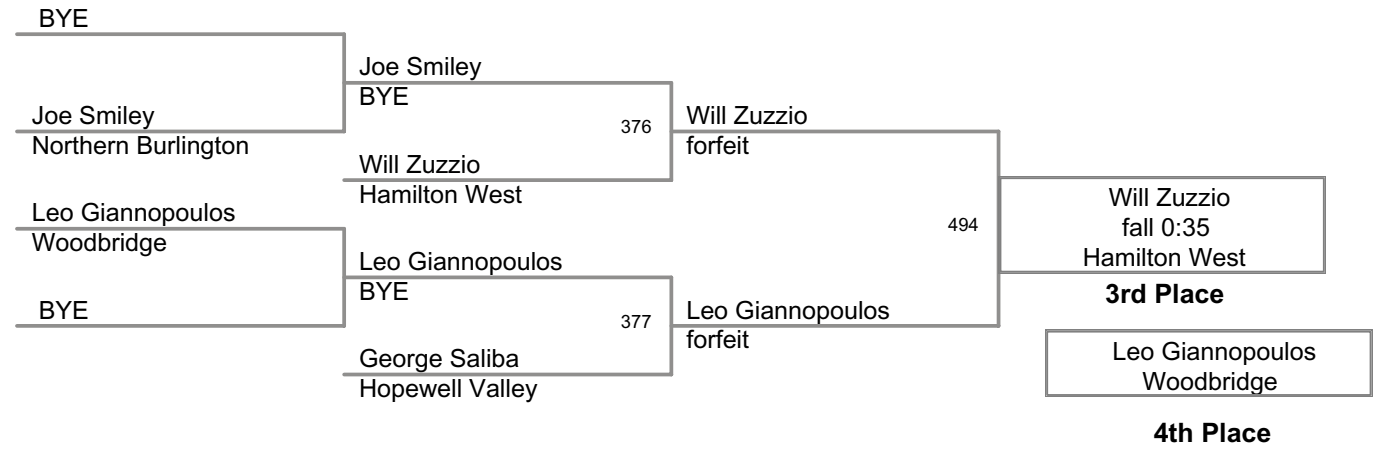 BYE
Joe Smiley
Northern Burlington
Leo Giannopoulos
Woodbridge
BYE
Joe Smiley
BYE
Will Zuzzio
Hamilton West
Leo Giannopoulos
BYE
George Saliba
Hopewell Valley
376
377
Will Zuzzio
forfeit
Leo Giannopoulos
forfeit
494
Will Zuzzio
fall 0:35
Hamilton West
3rd Place
Leo Giannopoulos
Woodbridge
4th Place